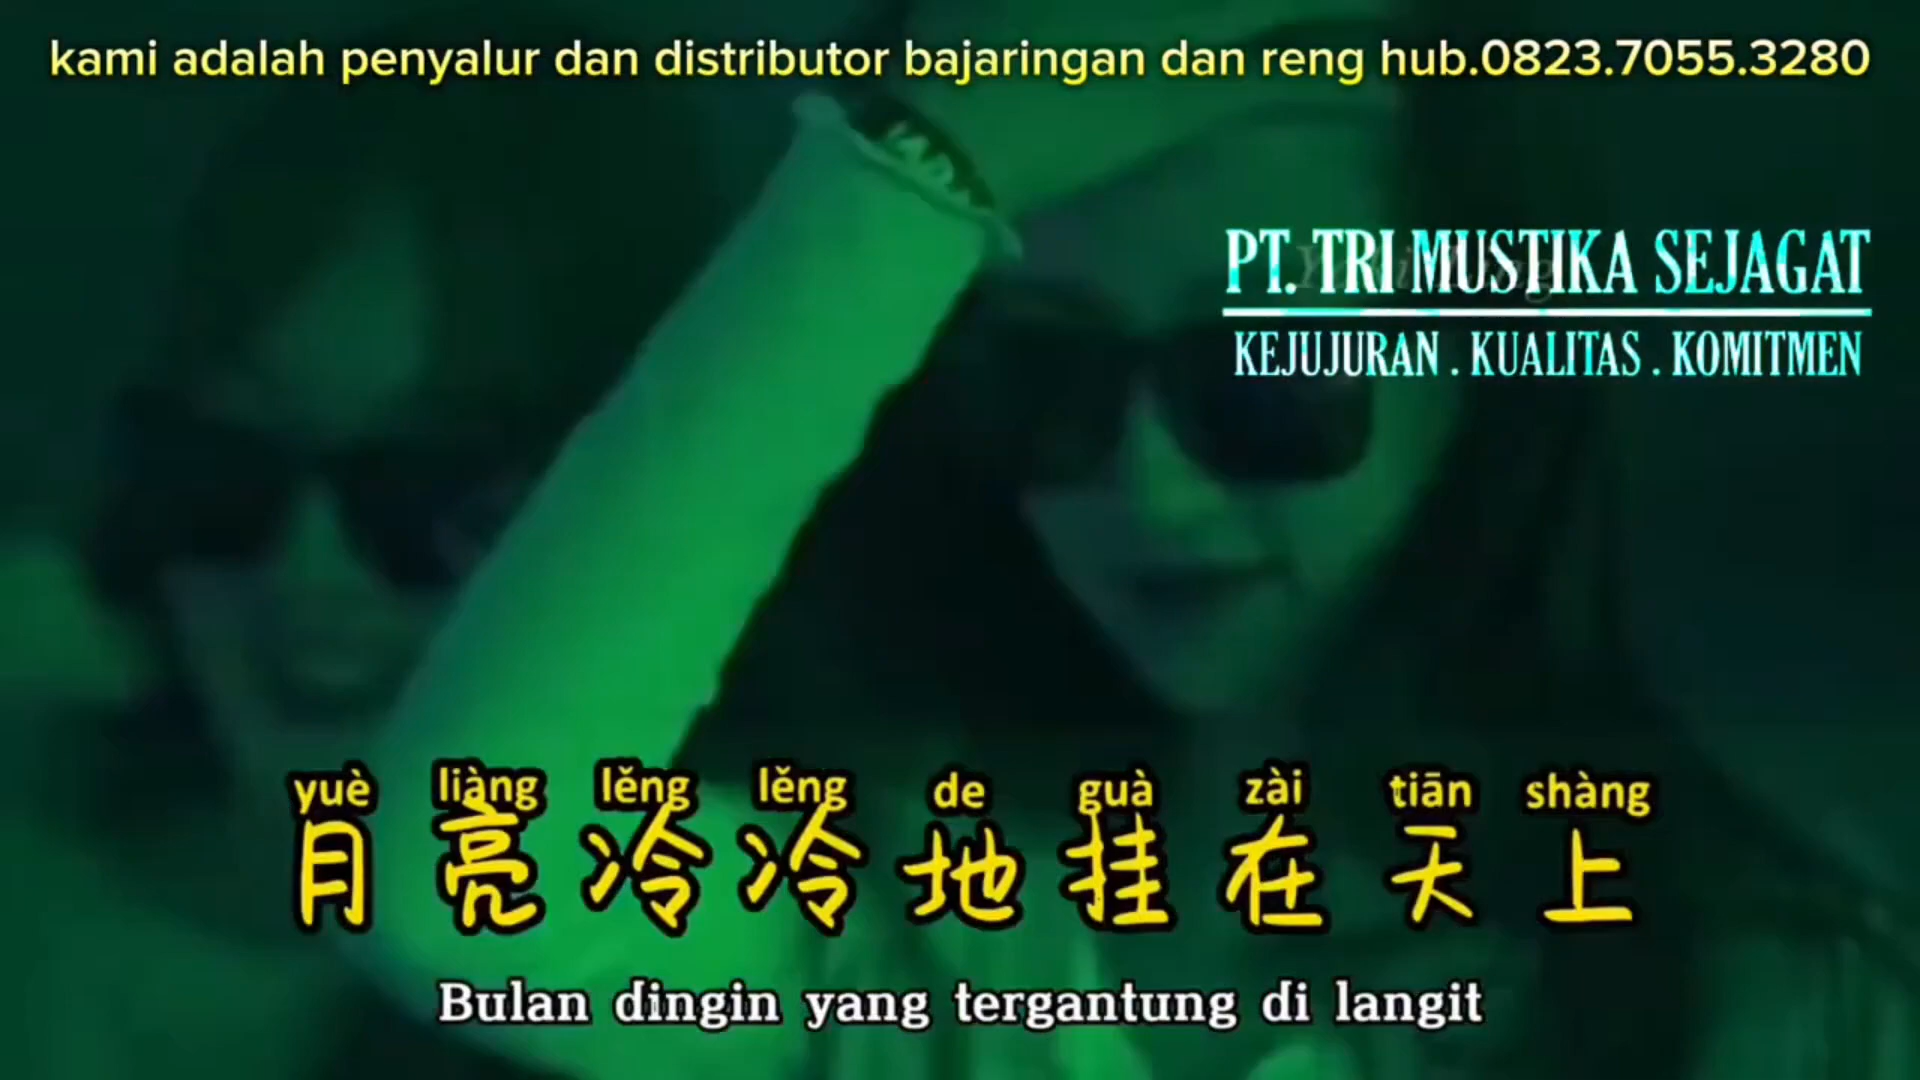 kami adalah penyalur dan distributor bajaringan dan reng hub.0823.7055.3280
PT. TRI MUSTIKA SEJAGAT
KEJUJURAN . KUALITAS . KOMITMEN
yuè liàng lěng lěng de guà zài tiān shàng
月亮冷冷地挂在天上
Bulan dingin yang tergantung di langit